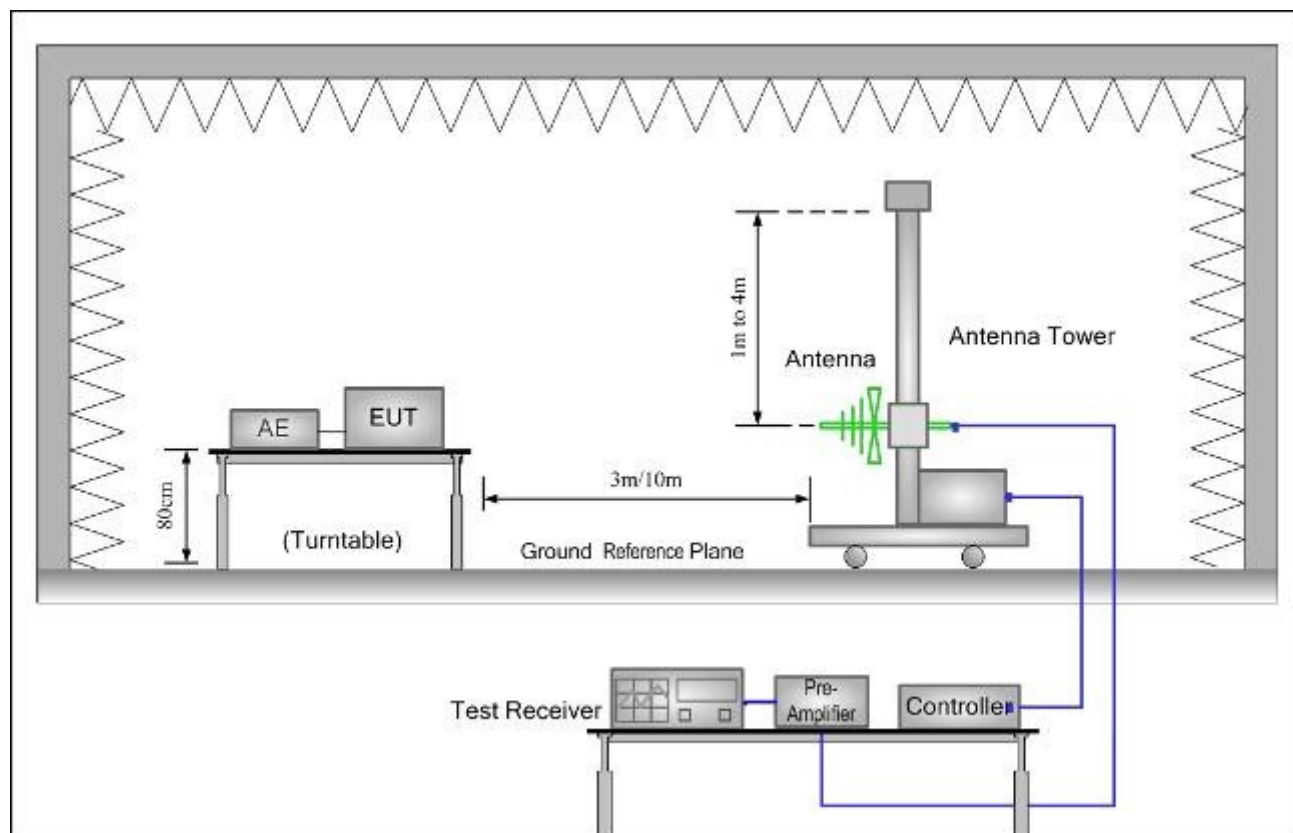 1m to 4m
Antenna Tower
Antenna
AE
EUT
80cm
3m/10m
(Turntable)
Ground Reference Plane
Test Receiver
Pre-
Amplifier
Controller